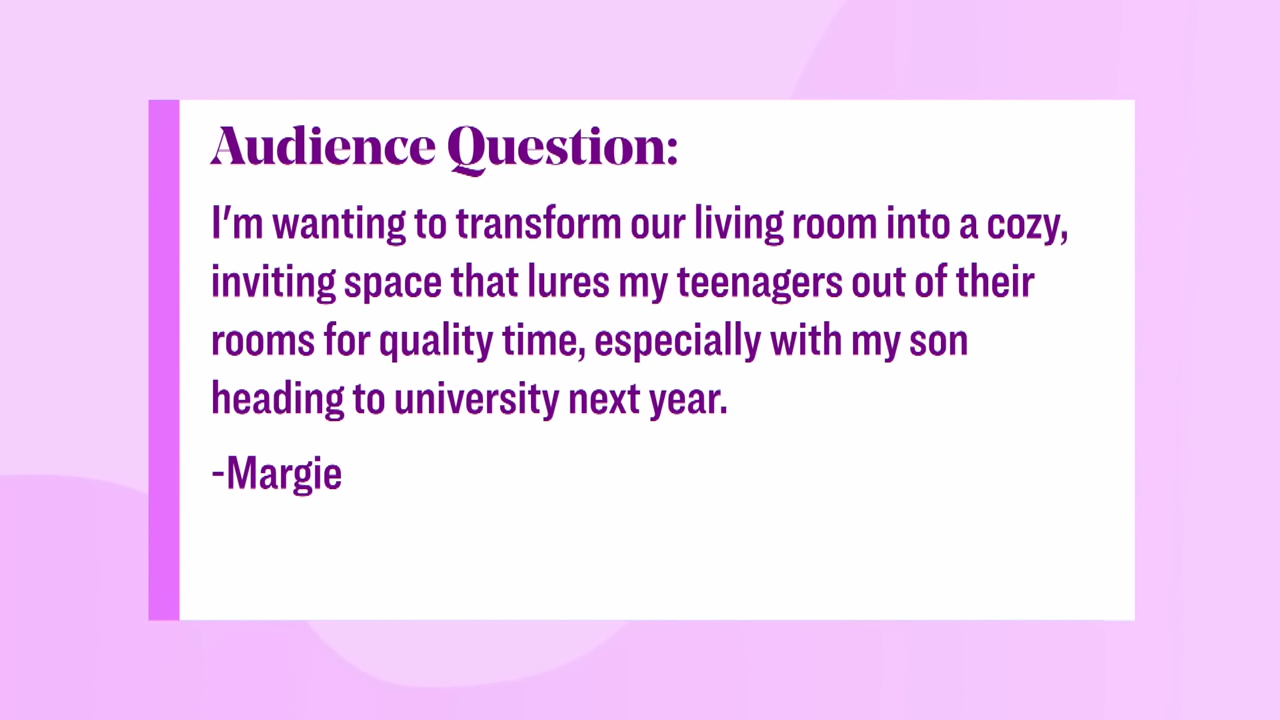 Audience Question:
I'm wanting to transform our living room into a cozy,
inviting space that lures my teenagers out of their
rooms for quality time, especially with my son
heading to university next year.
-Margie